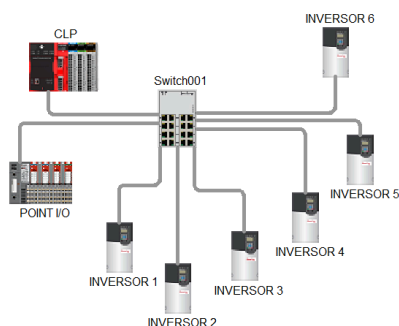 INVERSOR 6
CLP
Switch001
INVERSOR 5
POINT I/O
INVERSOR 4
INVERSOR 1
INVERSOR 3
INVERSOR 2